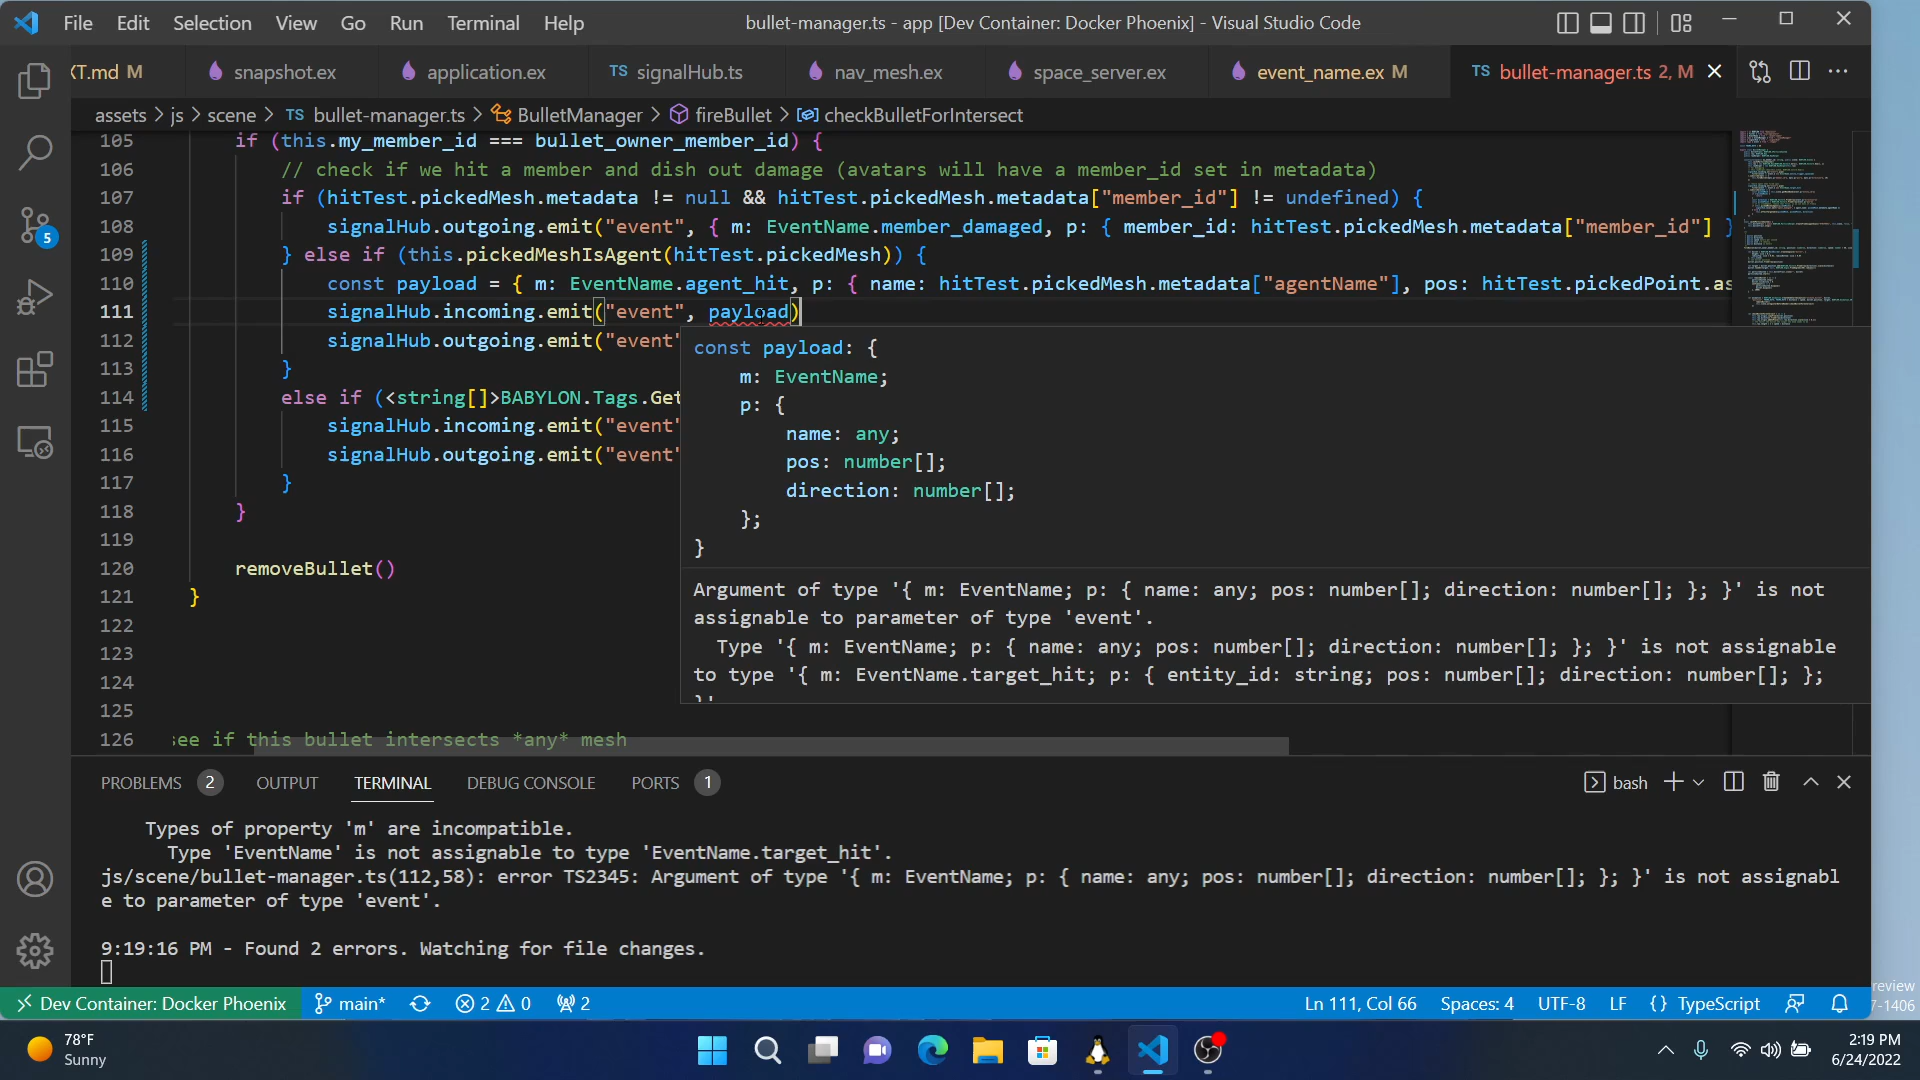 File Edit Selection View Go Run Terminal Help bullet-manager.ts - app [Dev Container: Docker Phoenix] - Visual Studio Code
XT.md M snapshot.ex application.ex TS signalHub.ts nav_mesh.ex space_server.ex event_name.ex M TS bullet-manager.ts 2, M
assets > js > scene > TS bullet-manager.ts > BulletManager > fireBullet > checkBulletForIntersect
105 if (this.my_member_id === bullet_owner_member_id) {
106 // check if we hit a member and dish out damage (avatars will have a member_id set in metadata)
107 if (hitTest.pickedMesh.metadata != null && hitTest.pickedMesh.metadata["member_id"] != undefined) {
108 signalHub.outgoing.emit("event", { m: EventName.member_damaged, p: { member_id: hitTest.pickedMesh.metadata["member_id"] }
109 } else if (this.pickedMeshIsAgent(hitTest.pickedMesh)) {
110 const payload = { m: EventName.agent_hit, p: { name: hitTest.pickedMesh.metadata["agentName"], pos: hitTest.pickedPoint.as
111 signalHub.incoming.emit("event", payload)
112 signalHub.outgoing.emit("event"
113 }
114 else if (<string[]>BABYLON.Tags.Get
115 signalHub.incoming.emit("event"
116 signalHub.outgoing.emit("event"
117 }
118 }
119
120 removeBullet()
121 }
122
123
124
125
126 see if this bullet intersects *any* mesh
const payload: {
m: EventName;
p: {
name: any;
pos: number[];
direction: number[];
};
}
Argument of type '{ m: EventName; p: { name: any; pos: number[]; direction: number[]; }; }' is not
assignable to parameter of type 'event'.
Type '{ m: EventName; p: { name: any; pos: number[]; direction: number[]; }; }' is not assignable
to type '{ m: EventName.target_hit; p: { entity_id: string; pos: number[]; direction: number[]; };
}'.
PROBLEMS 2 OUTPUT TERMINAL DEBUG CONSOLE PORTS 1 bash
Types of property 'm' are incompatible.
Type 'EventName' is not assignable to type 'EventName.target_hit'.
js/scene/bullet-manager.ts(112,58): error TS2345: Argument of type '{ m: EventName; p: { name: any; pos: number[]; direction: number[]; }; }' is not assignabl
e to parameter of type 'event'.
9:19:16 PM - Found 2 errors. Watching for file changes.
5
Dev Container: Docker Phoenix main* 2 0 2 Ln 111, Col 66 Spaces: 4 UTF-8 LF {} TypeScript
review
7-1406
78°F
Sunny
2:19 PM
6/24/2022